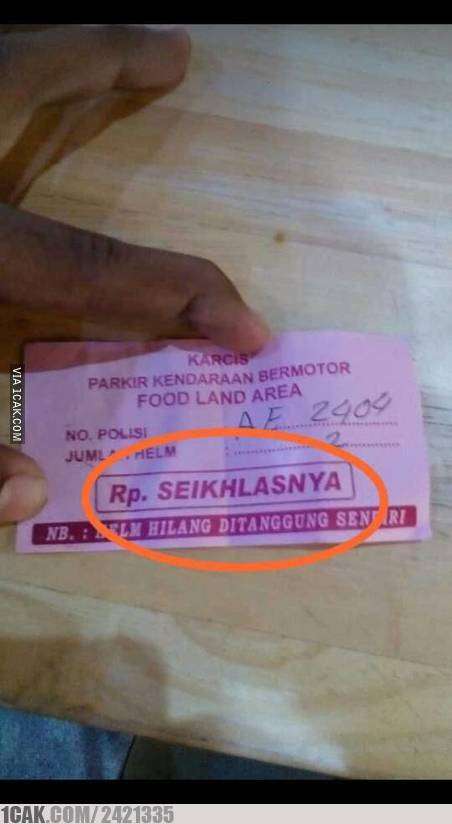 KARCIS
PARKIR KENDARAAN BERMOTOR
FOOD LAND AREA
NO. POLISI : AE 2404
JUMLAH HELM : 2
Rp. SEIKHLASNYA
NB. : HELM HILANG DITANGGUNG SENDIRI
VIA 1CAK.COM
1CAK.COM/2421335